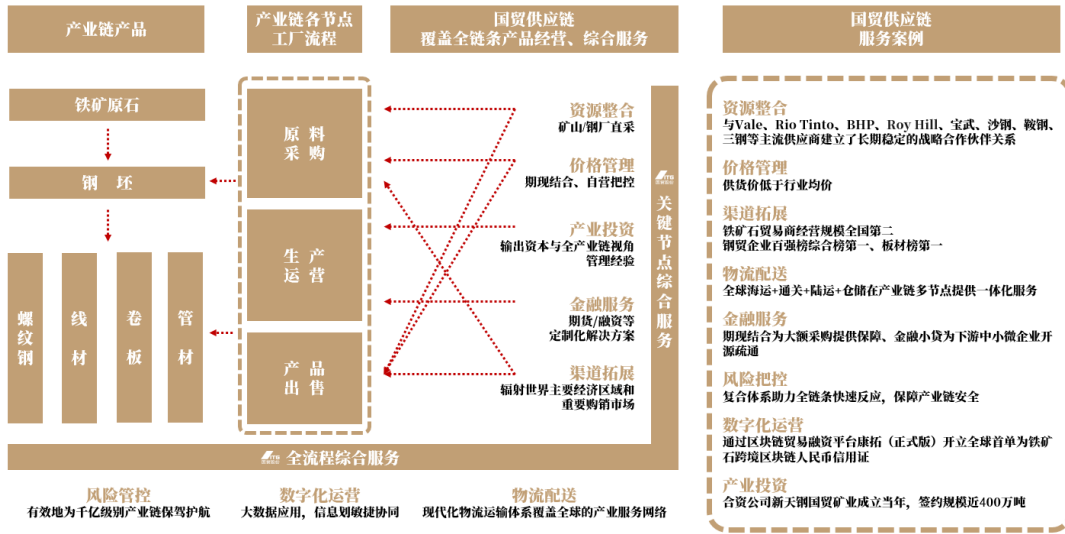 产业链产品
产业链各节点
工厂流程
国贸供应链
覆盖全链条产品经营、综合服务
国贸供应链
服务案例
铁矿原石
钢 坯
螺纹钢
线材
卷板
管材
原料
采购
生产
运营
产品
出售
资源整合
矿山/钢厂直采
价格管理
期现结合、自营把控
产业投资
输出资本与全产业链视角
管理经验
金融服务
期货/融资等
定制化解决方案
渠道拓展
辐射世界主要经济区域和
重要购销市场
ITG
关键节点综合服务
ITG
全流程综合服务
风险管控
有效地为千亿级别产业链保驾护航
数字化运营
大数据应用，信息划敏捷协同
物流配送
现代化物流运输体系覆盖全球的产业服务网络
资源整合
与Vale、Rio Tinto、BHP、Roy Hill、宝武、沙钢、鞍钢、
三钢等主流供应商建立了长期稳定的战略合作伙伴关系
价格管理
供货价低于行业均价
渠道拓展
铁矿石贸易商经营规模全国第二
钢贸企业百强榜综合榜第一、板材榜第一
物流配送
全球海运+通关+陆运+仓储在产业链多节点提供一体化服务
金融服务
期现结合为大额采购提供保障、金融小贷为下游中小微企业开
源疏通
风险把控
复合体系助力全链条快速反应，保障产业链安全
数字化运营
通过区块链贸易融资平台康拓（正式版）开立全球首单为铁矿
石跨境区块链人民币信用证
产业投资
合资公司新天钢国贸矿业成立当年，签约规模近400万吨